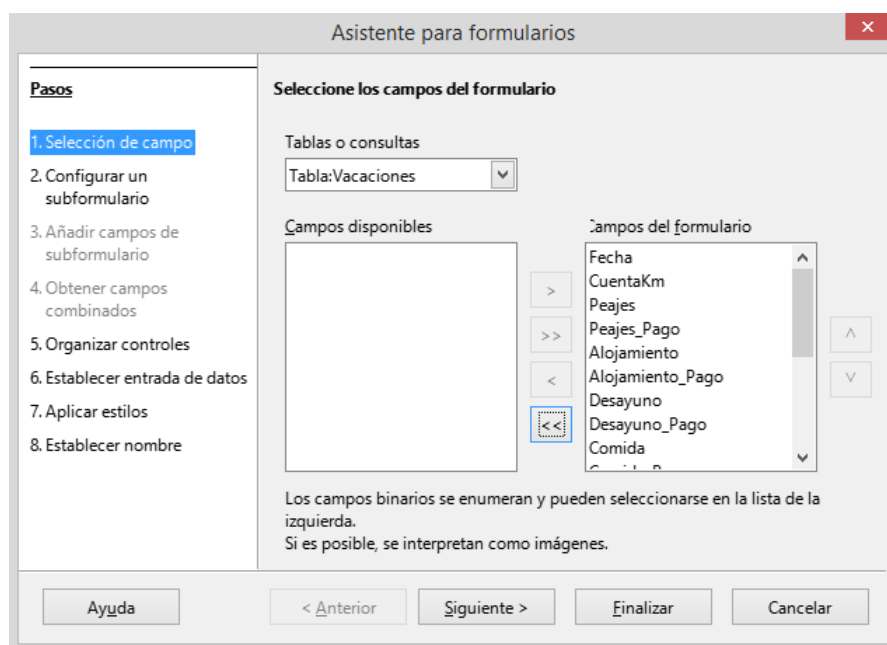 Asistente para formularios
Pasos
1. Selección de campo
2. Configurar un
subformulario
3. Añadir campos de
subformulario
4. Obtener campos
combinados
5. Organizar controles
6. Establecer entrada de datos
7. Aplicar estilos
8. Establecer nombre
Seleccione los campos del formulario
Tablas o consultas
Tabla:Vacaciones
Campos disponibles
>
>>
<
<<
Campos del formulario
Fecha
CuentaKm
Peajes
Peajes_Pago
Alojamiento
Alojamiento_Pago
Desayuno
Desayuno_Pago
Comida
Los campos binarios se enumeran y pueden seleccionarse en la lista de la
izquierda.
Si es posible, se interpretan como imágenes.
Ayuda
< Anterior
Siguiente >
Finalizar
Cancelar